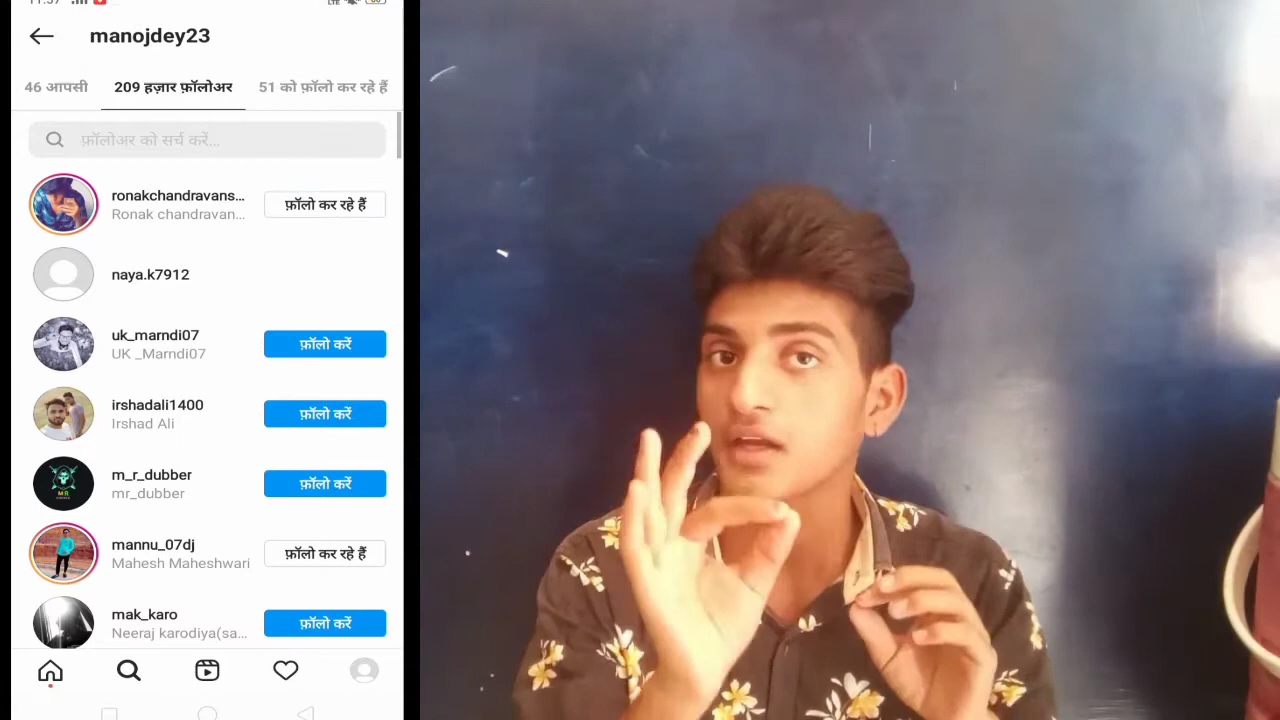 manojdey23
46 आपसी 209 हज़ार फ़ॉलोअर 51 को फ़ॉलो कर रहे हैं
फ़ॉलोअर को सर्च करें...
ronakchandravans...
Ronak chandravan...
फ़ॉलो कर रहे हैं
naya.k7912
uk_marndi07
UK _Marndi07
फ़ॉलो करें
irshadali1400
Irshad Ali
फ़ॉलो करें
m_r_dubber
mr_dubber
फ़ॉलो करें
mannu_07dj
Mahesh Maheshwari
फ़ॉलो कर रहे हैं
mak_karo
Neeraj karodiya(sa...
फ़ॉलो करें